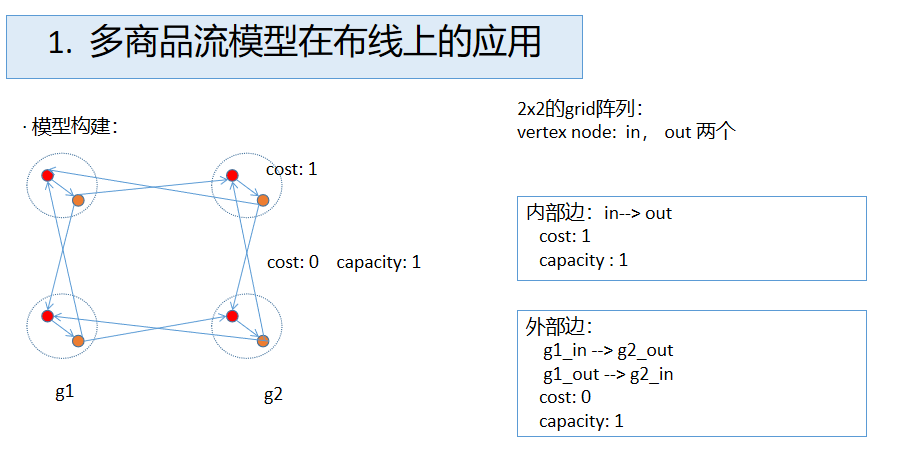 1. 多商品流模型在布线上的应用
· 模型构建：
cost: 1
cost: 0 capacity: 1
g1
g2
2x2的grid阵列：
vertex node: in， out 两个
内部边：in--> out
cost: 1
capacity : 1
外部边：
g1_in --> g2_out
g1_out --> g2_in
cost: 0
capacity: 1